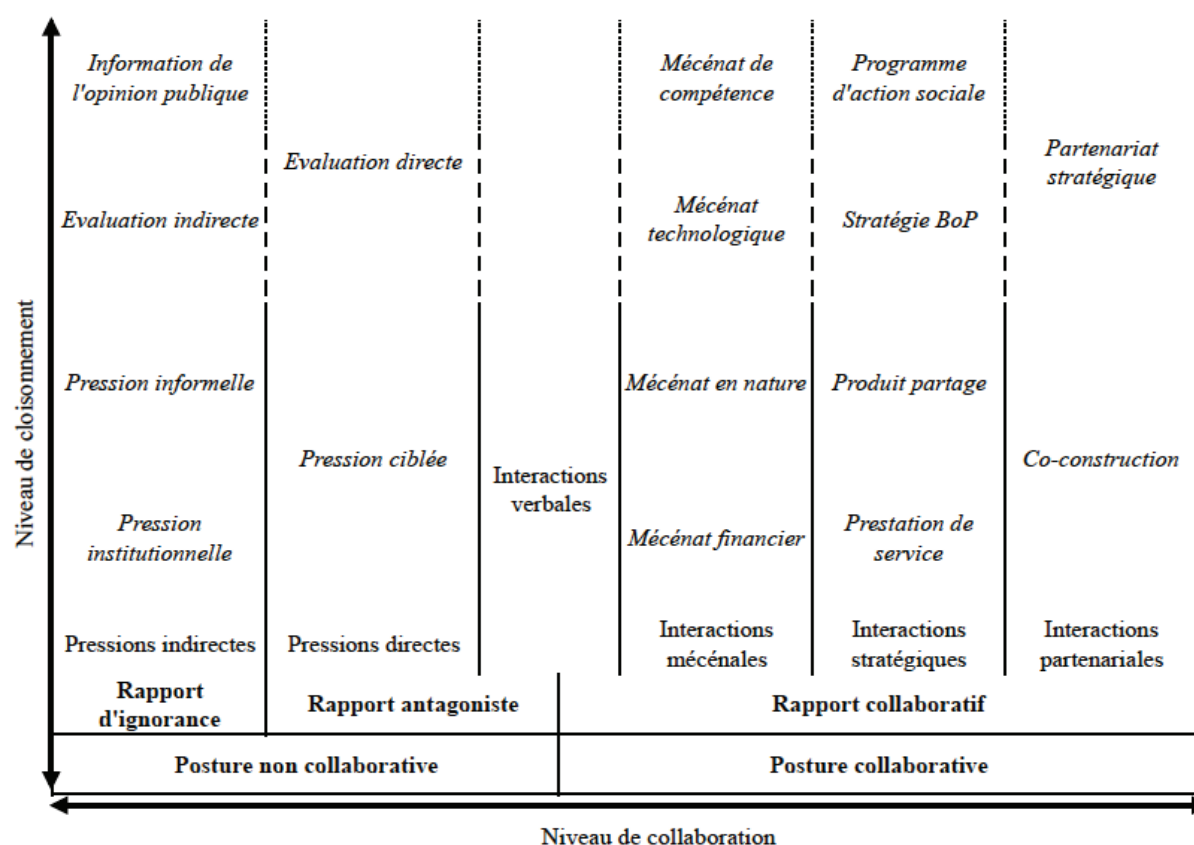 Information de
l'opinion publique
Mécénat de
compétence
Programme
d'action sociale
Evaluation directe
Partenariat
stratégique
Evaluation indirecte
Mécénat
technologique
Stratégie BoP
Niveau de cloisonnement
Pression informelle
Mécénat en nature
Produit partage
Pression ciblée
Interactions
verbales
Co-construction
Pression
institutionnelle
Mécénat financier
Prestation de
service
Pressions indirectes
Pressions directes
Interactions
mécénales
Interactions
stratégiques
Interactions
partenariales
Rapport
d'ignorance
Rapport antagoniste
Rapport collaboratif
Posture non collaborative
Posture collaborative
Niveau de collaboration